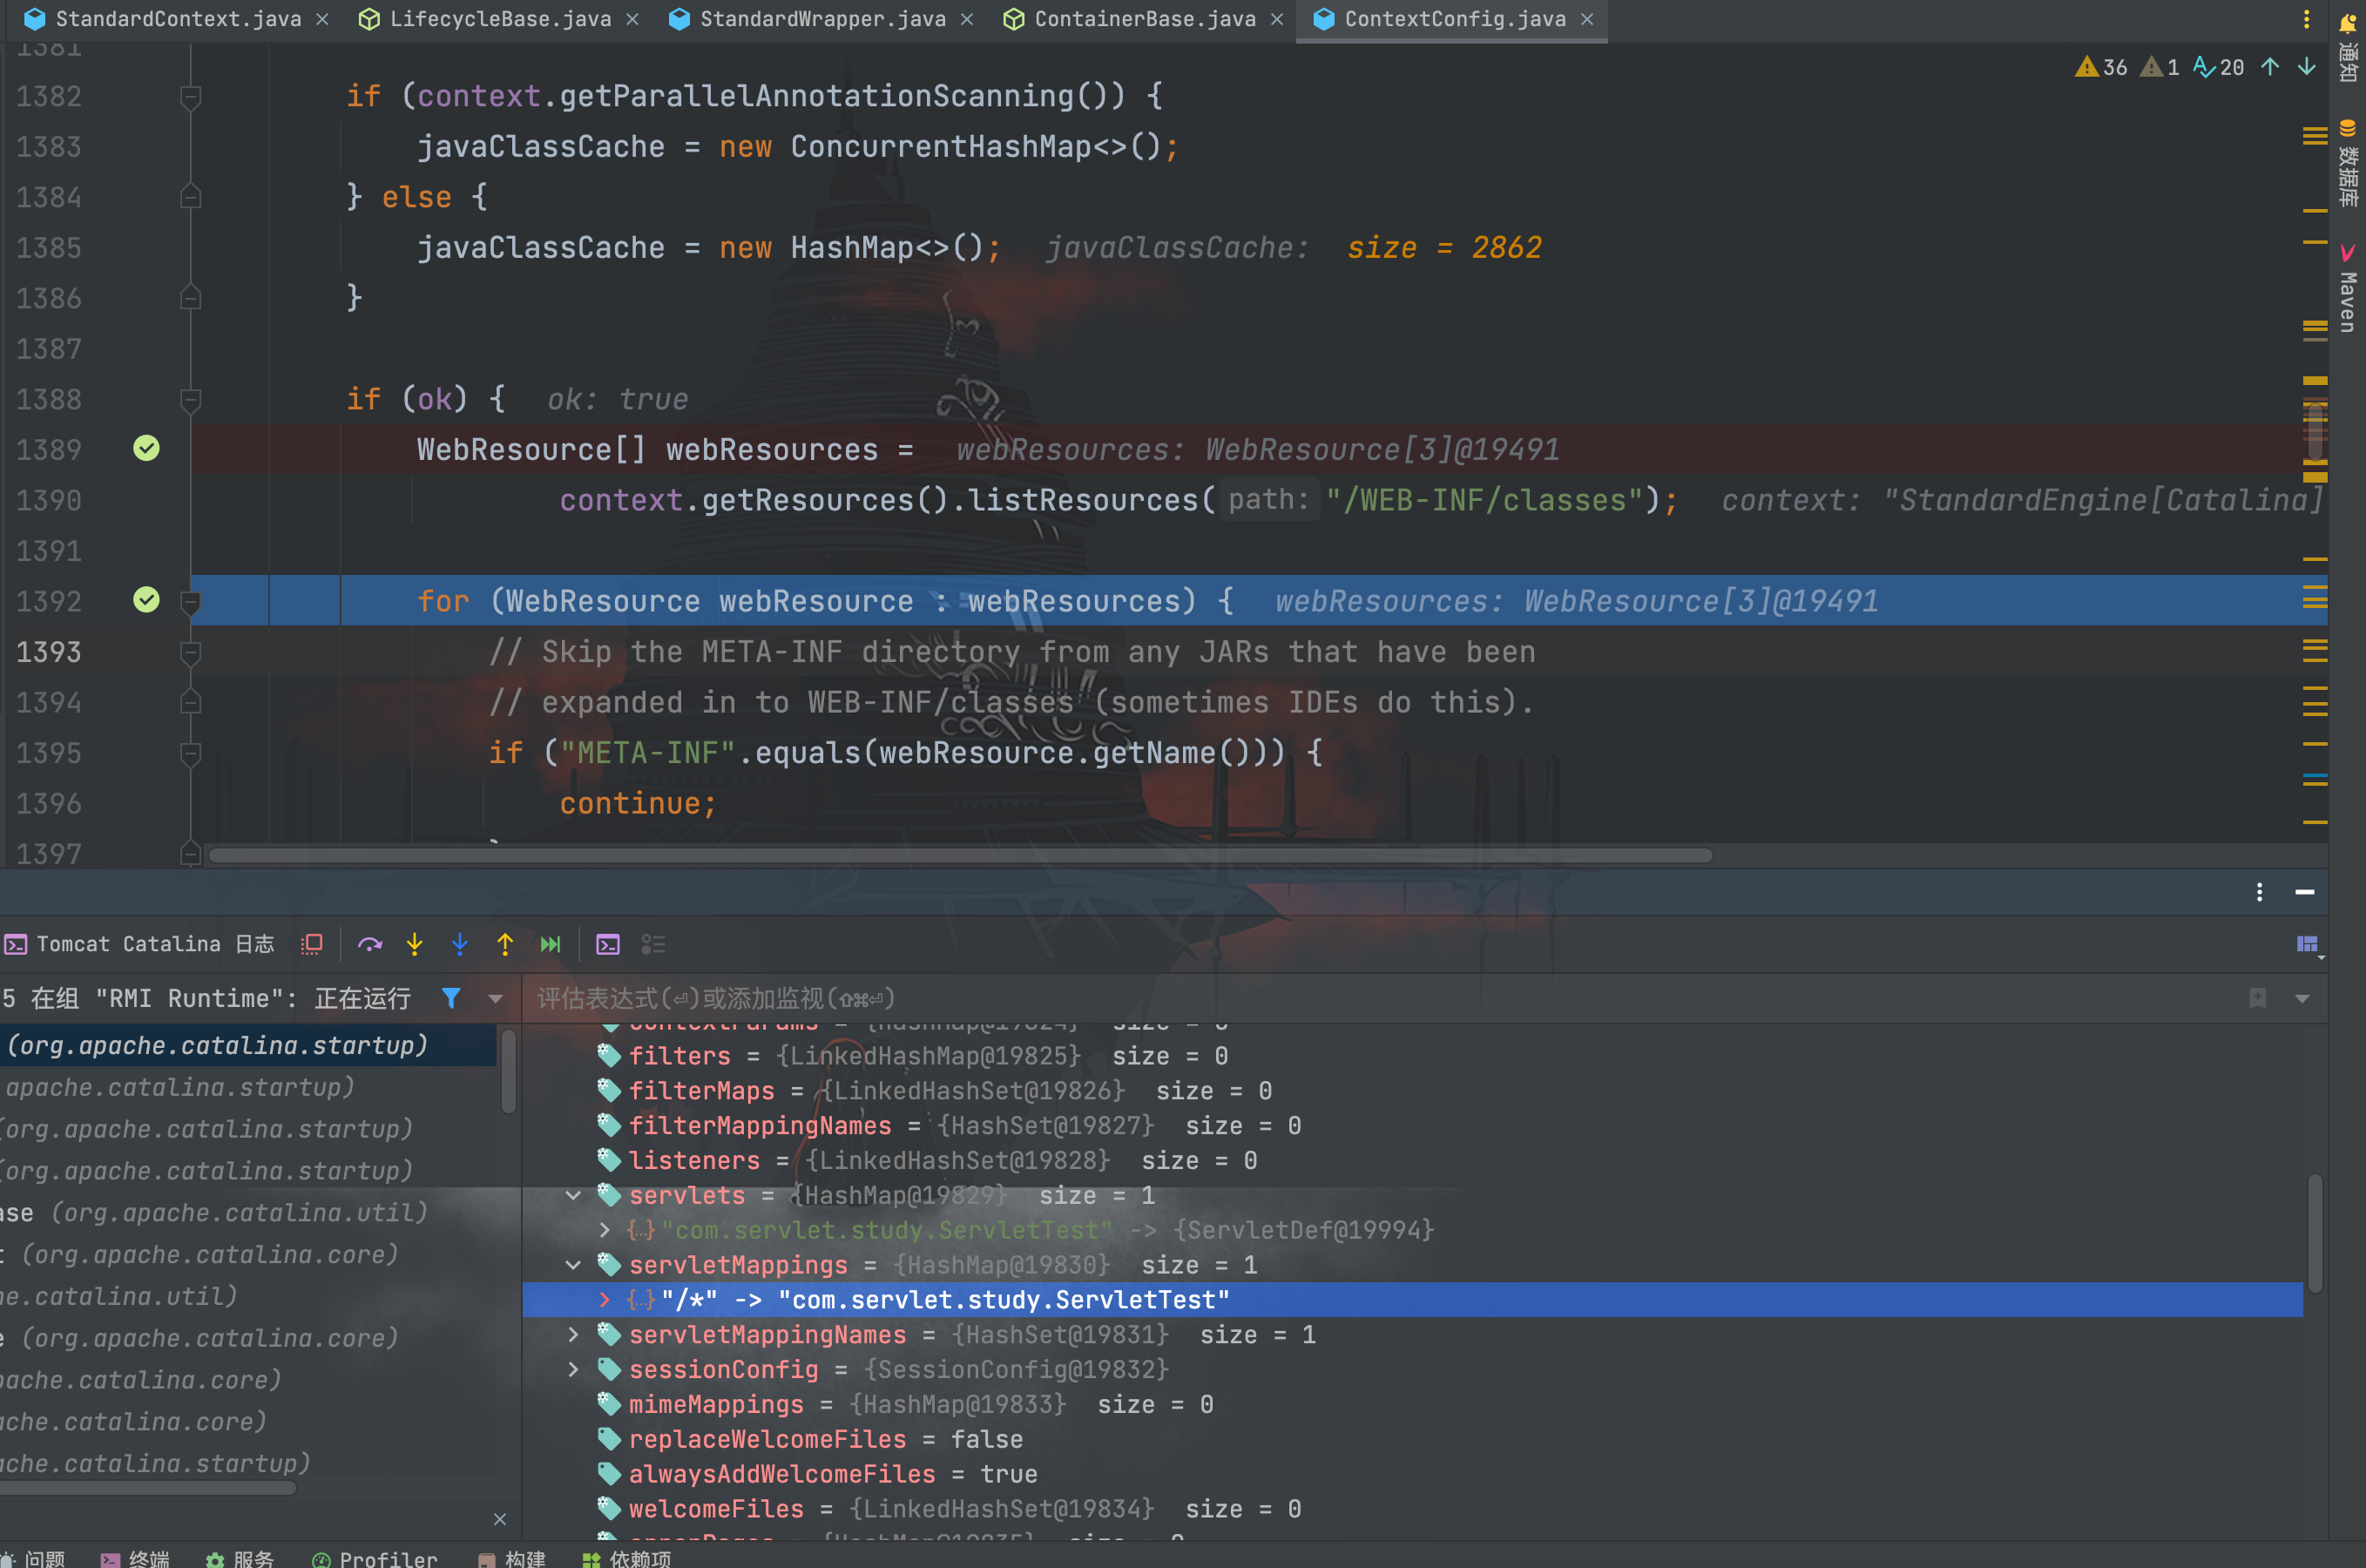 StandardContext.java × LifecycleBase.java × StandardWrapper.java × ContainerBase.java × ContextConfig.java ×
通知
数据库
Maven
36 1 20
1381
1382 if (context.getParallelAnnotationScanning()) {
1383 javaClassCache = new ConcurrentHashMap<>();
1384 } else {
1385 javaClassCache = new HashMap<>(); javaClassCache: size = 2862
1386 }
1387
1388 if (ok) { ok: true
1389 WebResource[] webResources = webResources: WebResource[3]@19491
1390 context.getResources().listResources( path: "/WEB-INF/classes"); context: "StandardEngine[Catalina]
1391
1392 for (WebResource webResource : webResources) { webResources: WebResource[3]@19491
1393 // Skip the META-INF directory from any JARs that have been
1394 // expanded in to WEB-INF/classes (sometimes IDEs do this).
1395 if ("META-INF".equals(webResource.getName())) {
1396 continue;
1397 }
Tomcat Catalina 日志
5 在组 "RMI Runtime": 正在运行
评估表达式(⏎)或添加监视(⇧⌘⏎)
(org.apache.catalina.startup)
apache.catalina.startup)
(org.apache.catalina.startup)
(org.apache.catalina.startup)
ase (org.apache.catalina.util)
t (org.apache.catalina.core)
he.catalina.util)
e (org.apache.catalina.core)
pache.catalina.core)
ache.catalina.core)
ache.catalina.startup)
contextParams = {HashMap@19824} size = 0
filters = {LinkedHashMap@19825} size = 0
filterMaps = {LinkedHashSet@19826} size = 0
filterMappingNames = {HashSet@19827} size = 0
listeners = {LinkedHashSet@19828} size = 0
servlets = {HashMap@19829} size = 1
{...} "com.servlet.study.ServletTest" -> {ServletDef@19994}
servletMappings = {HashMap@19830} size = 1
{...} "/*" -> "com.servlet.study.ServletTest"
servletMappingNames = {HashSet@19831} size = 1
sessionConfig = {SessionConfig@19832}
mimeMappings = {HashMap@19833} size = 0
replaceWelcomeFiles = false
alwaysAddWelcomeFiles = true
welcomeFiles = {LinkedHashSet@19834} size = 0
errorPages = {HashMap@19835} size = 0
问题 终端 服务 Profiler 构建 依赖项